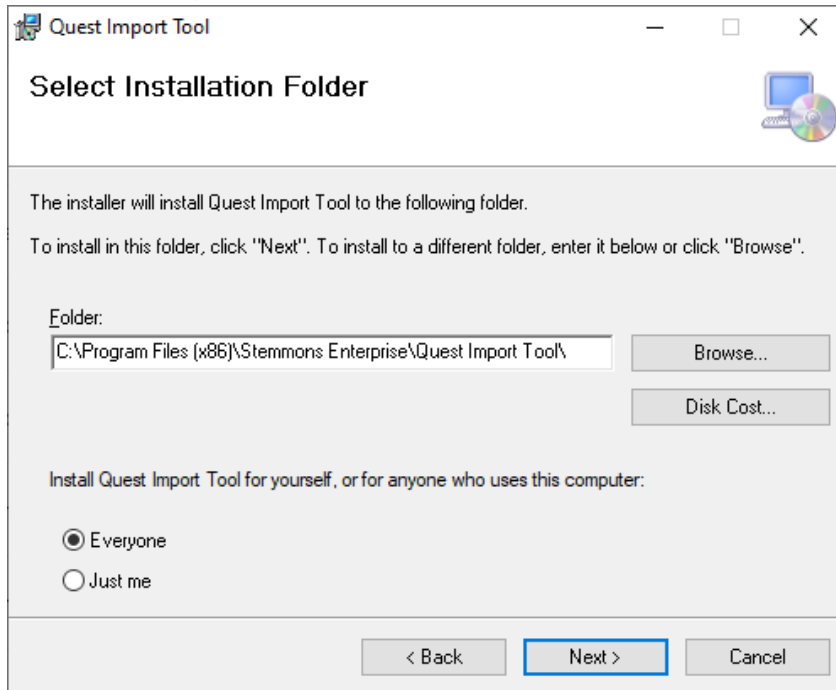 Quest Import Tool
Select Installation Folder
The installer will install Quest Import Tool to the following folder.
To install in this folder, click "Next". To install to a different folder, enter it below or click "Browse".
Folder:
C:\Program Files (x86)\Stemmons Enterprise\Quest Import Tool\
Browse...
Disk Cost...
Install Quest Import Tool for yourself, or for anyone who uses this computer:
Everyone
Just me
< Back Next > Cancel